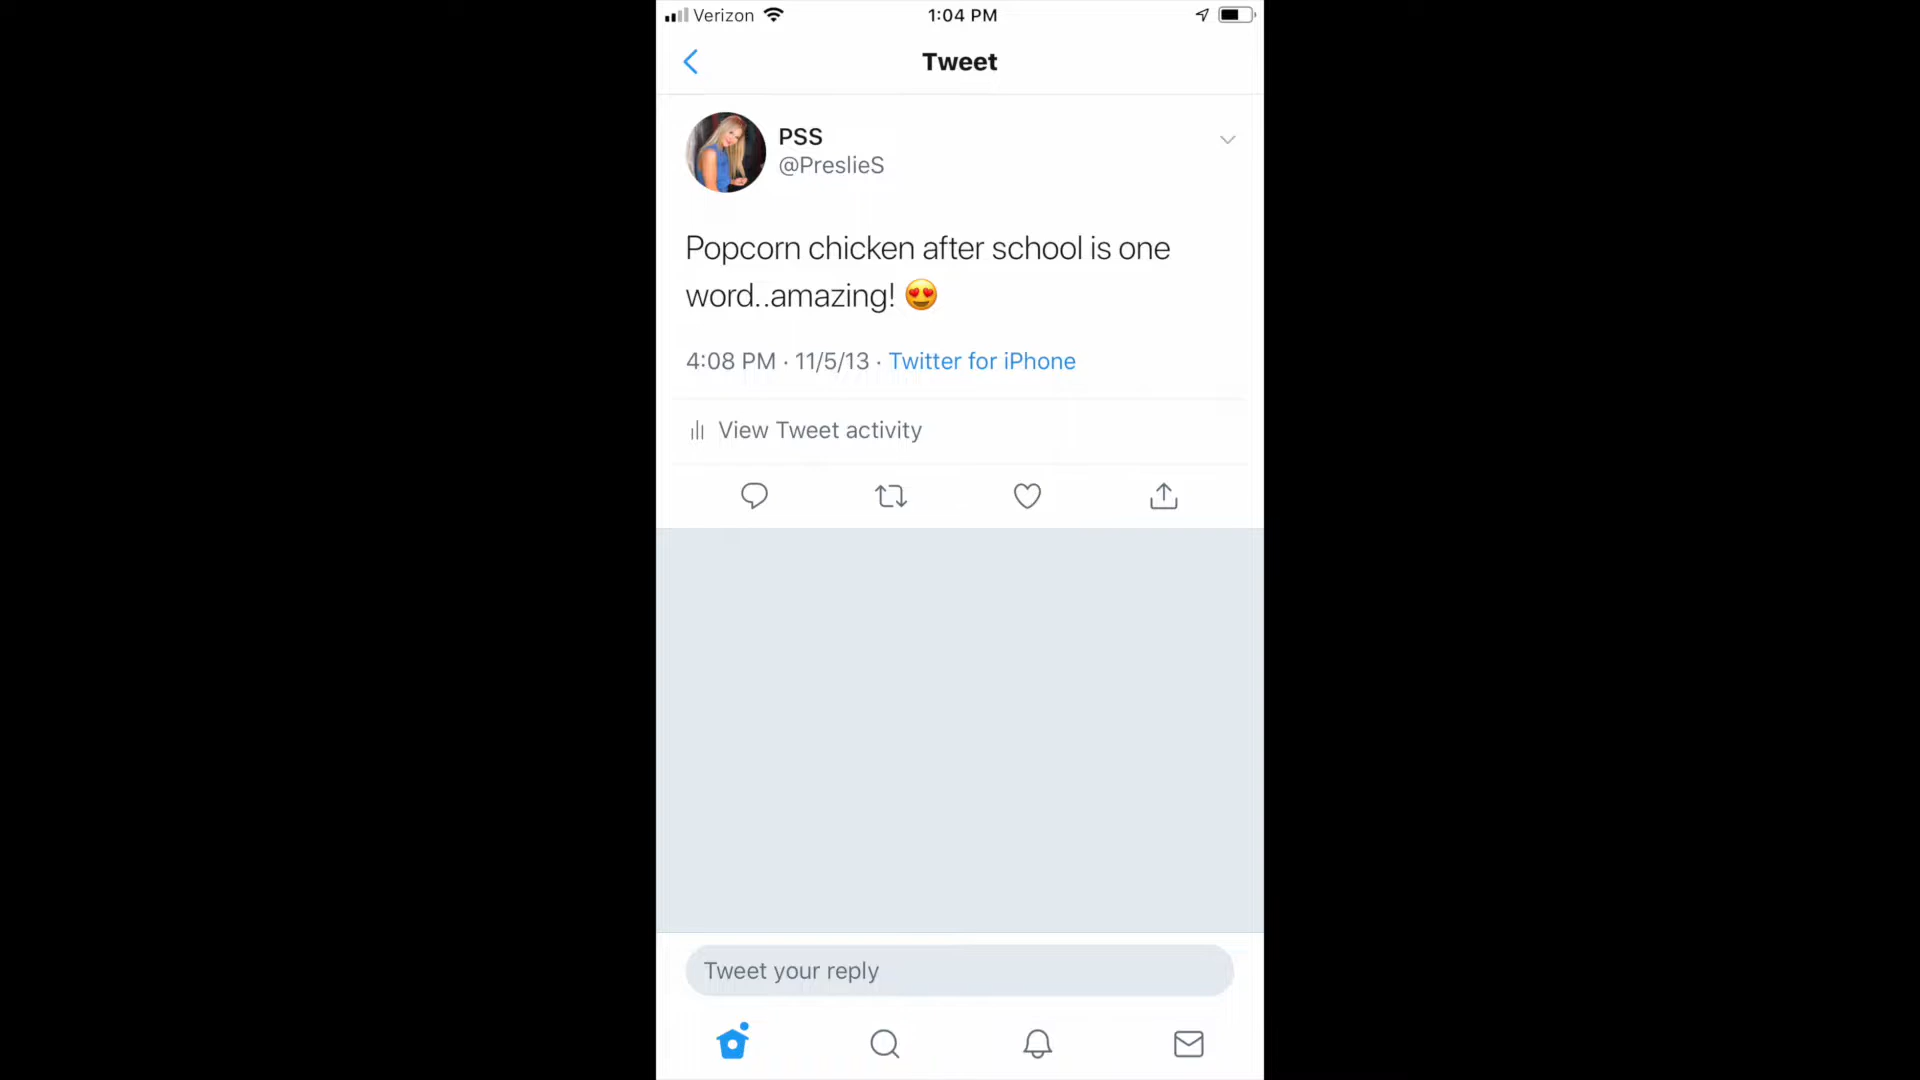 Verizon 1:04 PM
Tweet
PSS
@PreslieS
Popcorn chicken after school is one
word..amazing! 😍
4:08 PM · 11/5/13 · Twitter for iPhone
View Tweet activity
Tweet your reply